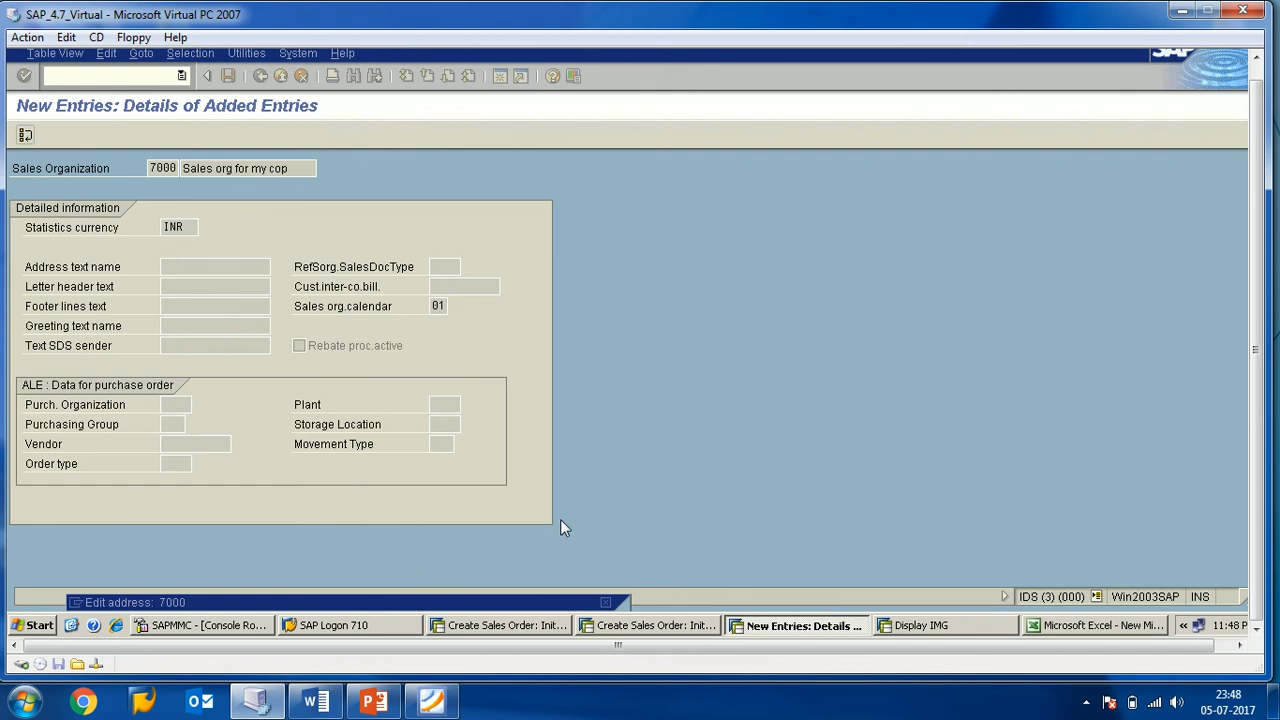 SAP_4.7_Virtual - Microsoft Virtual PC 2007
Action Edit CD Floppy Help
Table View Edit Goto Selection Utilities System Help
SAP
New Entries: Details of Added Entries
Sales Organization 7000 Sales org for my cop
Detailed information
Statistics currency INR
Address text name RefSorg.SalesDocType
Letter header text Cust.inter-co.bill.
Footer lines text Sales org.calendar 01
Greeting text name
Text SDS sender Rebate proc.active
ALE : Data for purchase order
Purch. Organization Plant
Purchasing Group Storage Location
Vendor Movement Type
Order type
Edit address: 7000
IDS (3) (000) Win2003SAP INS
Start SAPMMC - [Console Ro... SAP Logon 710 Create Sales Order: Init... Create Sales Order: Init... New Entries: Details ... Display IMG Microsoft Excel - New Mi... 11:48 P
23:48
05-07-2017